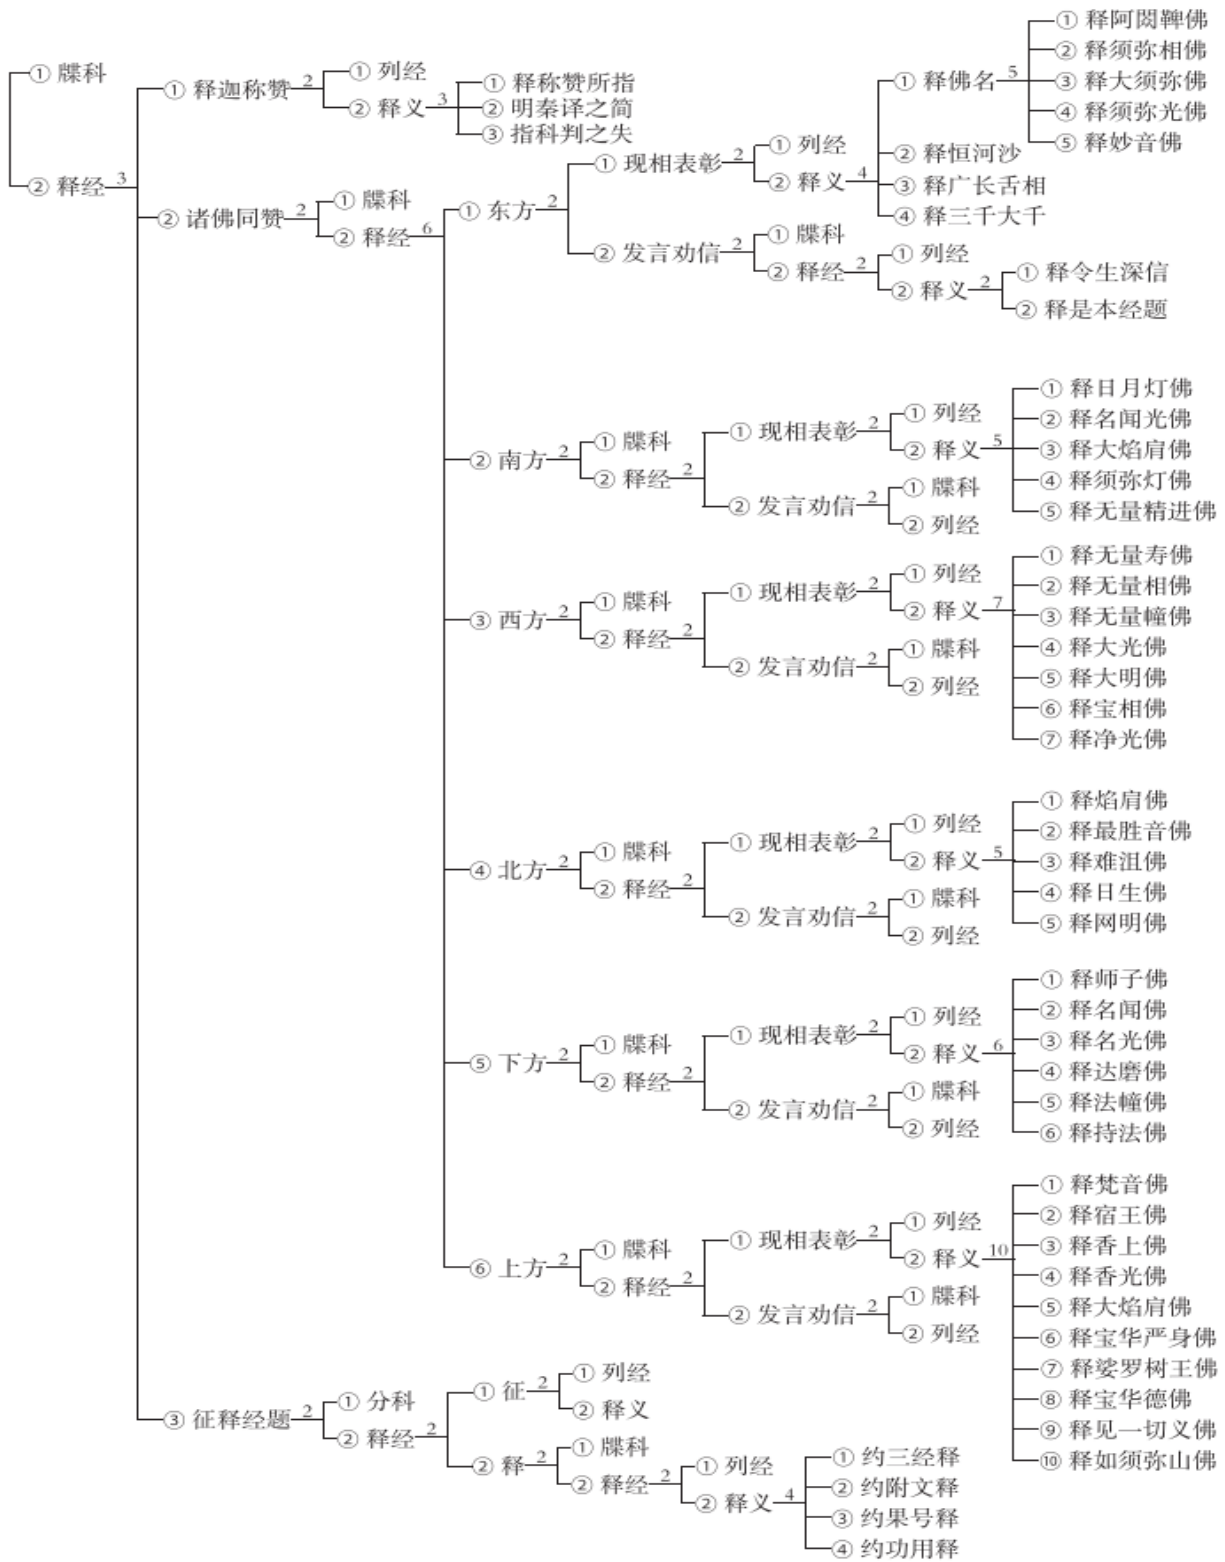 ① 牒科
② 释经 3
① 释迦称赞 2
① 列经
② 释义 3
① 释称赞所指
② 明秦译之简
③ 指科判之失
② 诸佛同赞 2
① 牒科
② 释经 6
① 东方 2
① 现相表彰 2
① 列经
② 释义 4
① 释佛名 5
① 释阿閦鞞佛
② 释须弥相佛
③ 释大须弥佛
④ 释须弥光佛
⑤ 释妙音佛
② 释恒河沙
③ 释广长舌相
④ 释三千大千
② 发言劝信 2
① 牒科
② 释经 2
① 列经
② 释义 2
① 释令生深信
② 释是本经题
② 南方 2
① 牒科
② 释经 2
① 现相表彰 2
① 列经
② 释义 5
① 释日月灯佛
② 释名闻光佛
③ 释大焰肩佛
④ 释须弥灯佛
⑤ 释无量精进佛
② 发言劝信 2
① 牒科
② 列经
③ 西方 2
① 牒科
② 释经 2
① 现相表彰 2
① 列经
② 释义 7
① 释无量寿佛
② 释无量相佛
③ 释无量幢佛
④ 释大光佛
⑤ 释大明佛
⑥ 释宝相佛
⑦ 释净光佛
② 发言劝信 2
① 牒科
② 列经
④ 北方 2
① 牒科
② 释经 2
① 现相表彰 2
① 列经
② 释义 5
① 释焰肩佛
② 释最胜音佛
③ 释难沮佛
④ 释日生佛
⑤ 释网明佛
② 发言劝信 2
① 牒科
② 列经
⑤ 下方 2
① 牒科
② 释经 2
① 现相表彰 2
① 列经
② 释义 6
① 释师子佛
② 释名闻佛
③ 释名光佛
④ 释达磨佛
⑤ 释法幢佛
⑥ 释持法佛
② 发言劝信 2
① 牒科
② 列经
⑥ 上方 2
① 牒科
② 释经 2
① 现相表彰 2
① 列经
② 释义 10
① 释梵音佛
② 释宿王佛
③ 释香上佛
④ 释香光佛
⑤ 释大焰肩佛
⑥ 释宝华严身佛
⑦ 释娑罗树王佛
⑧ 释宝华德佛
⑨ 释见一切义佛
⑩ 释如须弥山佛
② 发言劝信 2
① 牒科
② 列经
③ 征释经题 2
① 分科
② 释经 2
① 征 2
① 列经
② 释义
② 释 2
① 牒科
② 释经 2
① 列经
② 释义 4
① 约三经释
② 约附文释
③ 约果号释
④ 约功用释